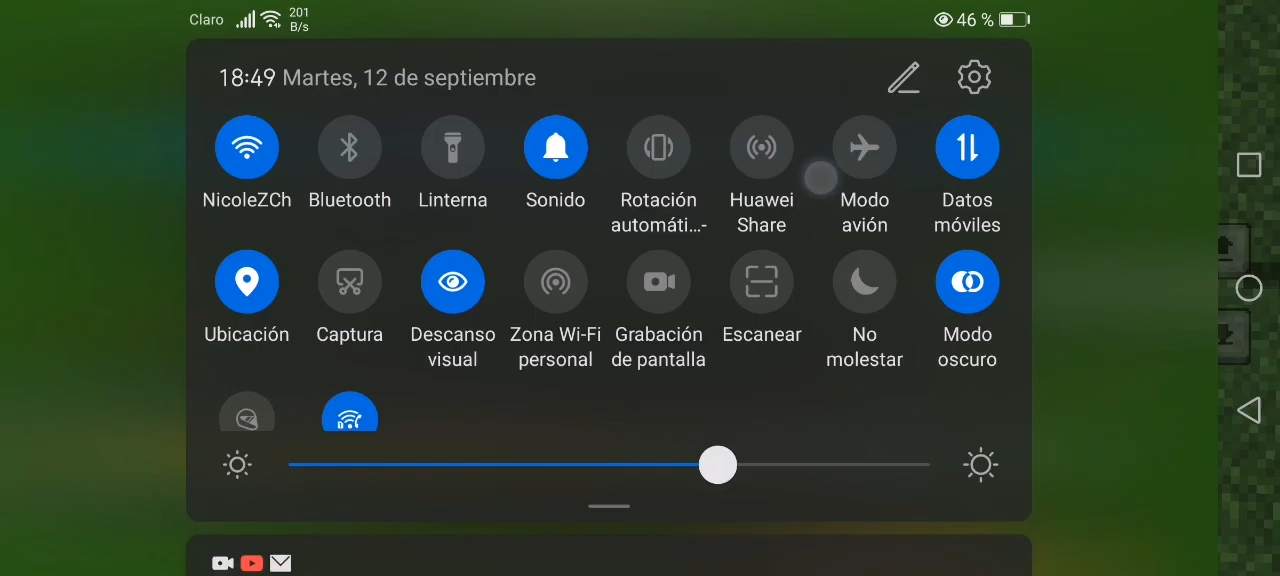 Claro 201 B/s 46 %
18:49 Martes, 12 de septiembre
NicoleZCh Bluetooth Linterna Sonido Rotación automáti...- Huawei Share Modo avión Datos móviles
Ubicación Captura Descanso visual Zona Wi-Fi personal Grabación de pantalla Escanear No molestar Modo oscuro